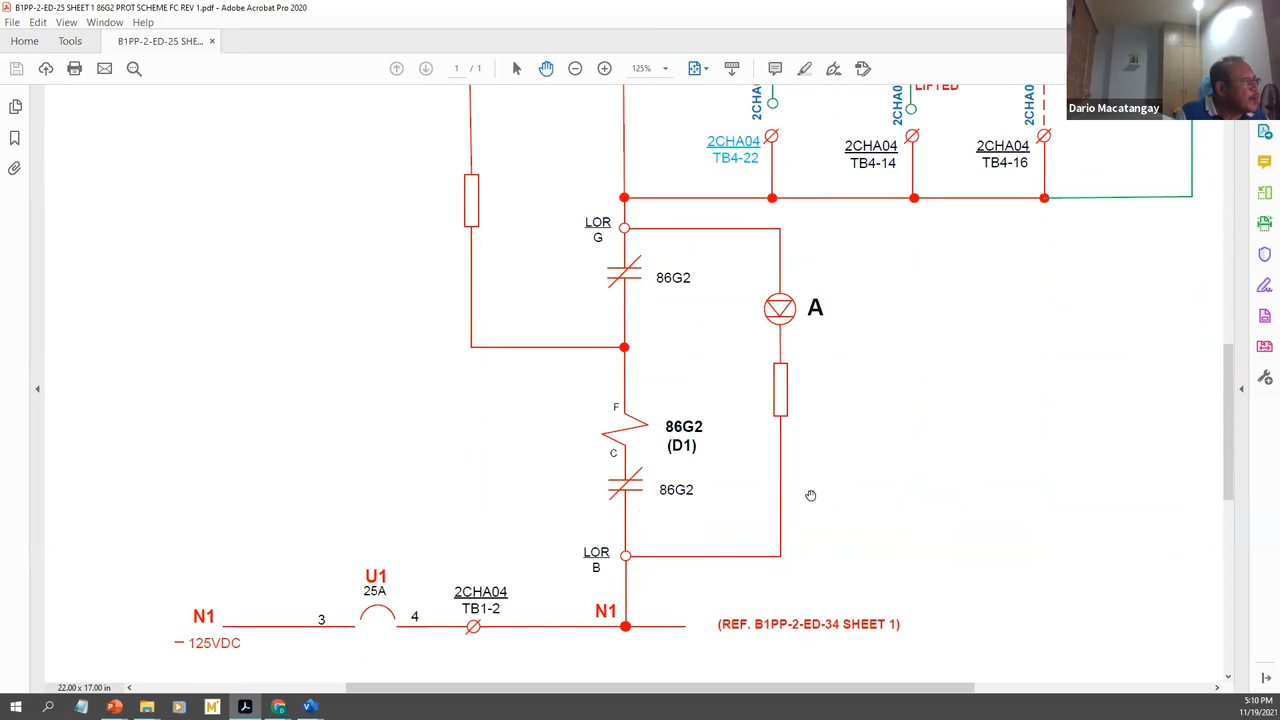 B1PP-2-ED-25 SHEET 1 86G2 PROT SCHEME FC REV 1.pdf - Adobe Acrobat Pro 2020
File Edit View Window Help
Home Tools B1PP-2-ED-25 SHE... ×
1 / 1 125%
Dario Macatangay
2CHA0 2CHA0 LIFTED 2CHA0
2CHA04
TB4-22
2CHA04
TB4-14
2CHA04
TB4-16
LOR
G
86G2
A
F
86G2
(D1)
C
86G2
LOR
B
U1
25A
2CHA04
TB1-2
N1
3
4
N1
(REF. B1PP-2-ED-34 SHEET 1)
− 125VDC
22.00 x 17.00 in
5:10 PM
11/19/2021